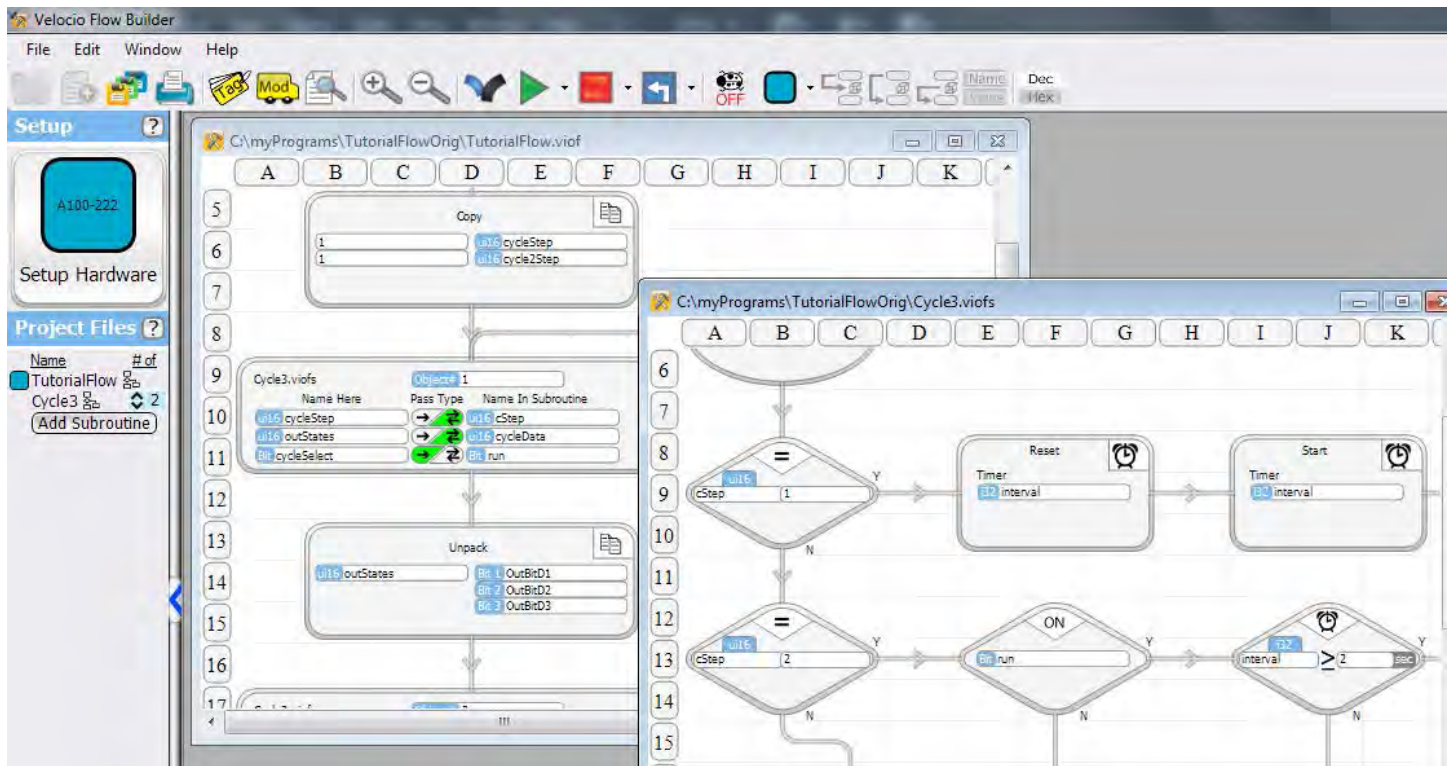 Velocio Flow Builder
File Edit Window Help
Tag Mod OFF Name Dec
Value Hex
Setup ?
A100-222
Setup Hardware
Project Files ?
Name # of
TutorialFlow
Cycle3 2
Add Subroutine
C:\myPrograms\TutorialFlowOrig\TutorialFlow.viof
A B C D E F G H I J K
5
Copy
6
1 ui16 cycleStep
1 ui16 cycle2Step
7
8
9
Cycle3.viofs Object# 1
Name Here Pass Type Name In Subroutine
10
ui16 cycleStep ui16 cStep
ui16 outStates ui16 cycleData
11
Bit cycleSelect Bit run
12
13
Unpack
14
ui16 outStates Bit 1 OutBitD1
Bit 2 OutBitD2
Bit 3 OutBitD3
15
16
17
C:\myPrograms\TutorialFlowOrig\Cycle3.viofs
A B C D E F G H I J K
6
7
8
= Reset Start
ui16 Y Timer Timer
9
cStep 1 i32 interval i32 interval
10
N
11
12
= ON
ui16 Y Y i32 Y
13
cStep 2 Bit run interval ≥ 2 sec
14
N N N
15